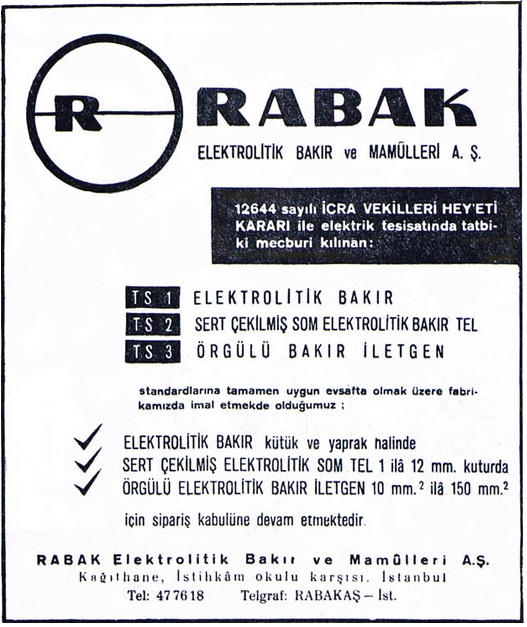 R RABAK
ELEKTROLİTİK BAKIR ve MAMÛLLERİ A. Ş.
12644 sayılı İCRA VEKİLLERİ HEY'ETİ
KARARI ile elektrik tesisatında tatbi-
ki mecburi kılınan:
TS 1 ELEKTROLİTİK BAKIR
TS 2 SERT ÇEKİLMİŞ SOM ELEKTROLİTİK BAKIR TEL
TS 3 ÖRGÜLÜ BAKIR İLETGEN
standardlarına tamamen uygun evsafta olmak üzere fabri-
kamızda imal etmekde olduğumuz :
ELEKTROLİTİK BAKIR kütük ve yaprak halinde
SERT ÇEKİLMİŞ ELEKTROLİTİK SOM TEL 1 ilâ 12 mm. kuturda
ÖRGÜLÜ ELEKTROLİTİK BAKIR İLETGEN 10 mm.² ilâ 150 mm.²
için sipariş kabulüne devam etmektedir.
RABAK Elektrolitik Bakır ve Mamûlleri A.Ş.
Kağıthane, İstihkâm okulu karşısı. İstanbul
Tel: 477618 Telgraf: RABAKAŞ – İst.